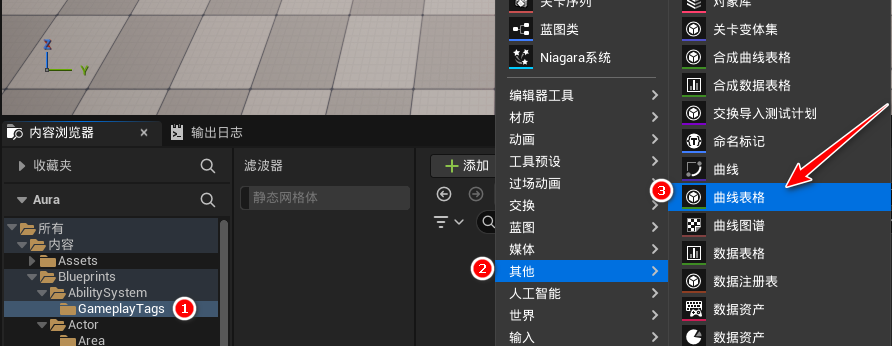 Z
Y
内容浏览器
×
输出日志
收藏夹
滤波器
添加
Aura
静态网格体
所有
内容
Assets
Blueprints
AbilitySystem
GameplayTags
1
Actor
Area
关卡序列
蓝图类
Niagara系统
编辑器工具
材质
动画
工具预设
过场动画
交换
蓝图
媒体
2
其他
人工智能
世界
输入
对象库
关卡变体集
合成曲线表格
合成数据表格
交换导入测试计划
命名标记
曲线
3
曲线表格
曲线图谱
数据表格
数据注册表
数据资产
数据资产